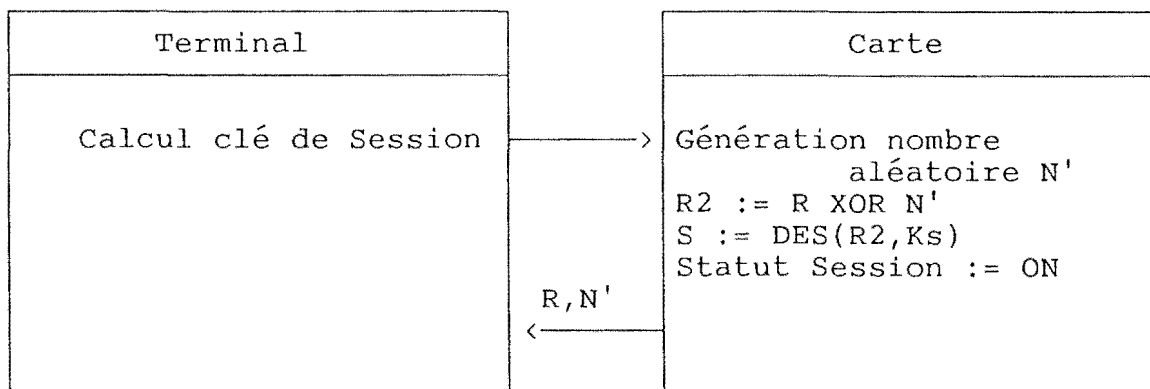 Terminal
Carte
Calcul clé de Session
Génération nombre
aléatoire N'
R2 := R XOR N'
S := DES(R2,Ks)
Statut Session := ON
R,N'